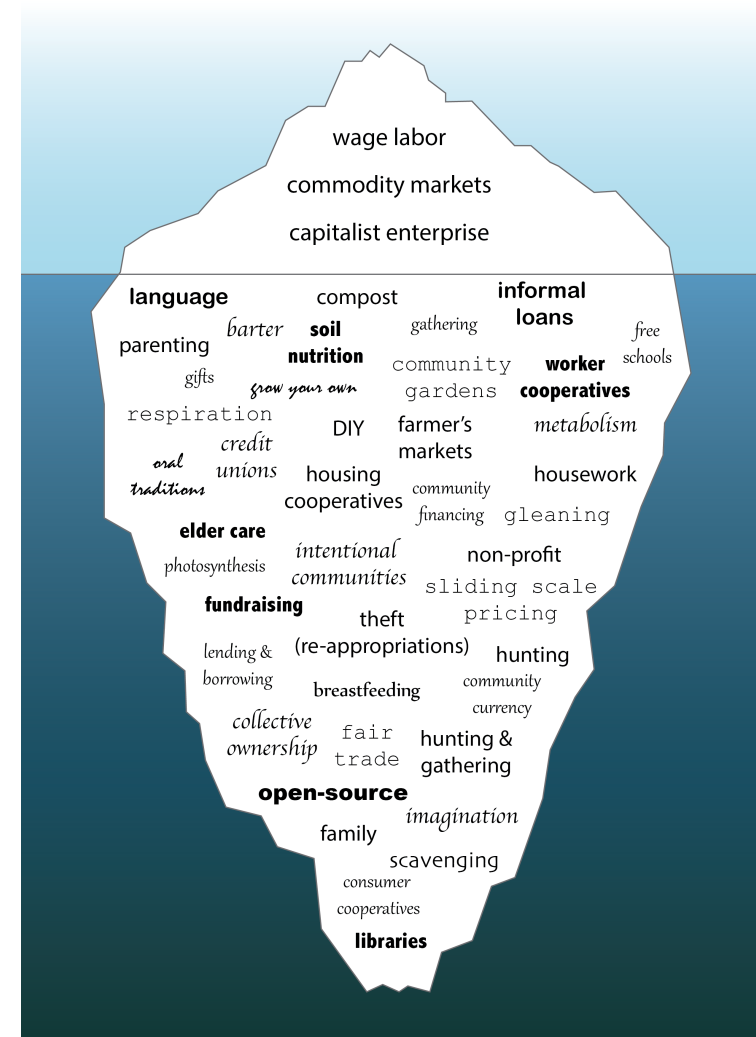 wage labor
commodity markets
capitalist enterprise
language
compost
informal
loans
barter
soil
nutrition
gathering
free
schools
parenting
gifts
grow your own
community
gardens
worker
cooperatives
respiration
credit
unions
DIY
farmer's
markets
metabolism
oral
traditions
housing
cooperatives
community
financing
housework
gleaning
elder care
photosynthesis
intentional
communities
non-profit
sliding scale
pricing
fundraising
theft
(re-appropriations)
lending &
borrowing
hunting
breastfeeding
community
currency
collective
ownership
fair
trade
hunting &
gathering
open-source
imagination
family
scavenging
consumer
cooperatives
libraries